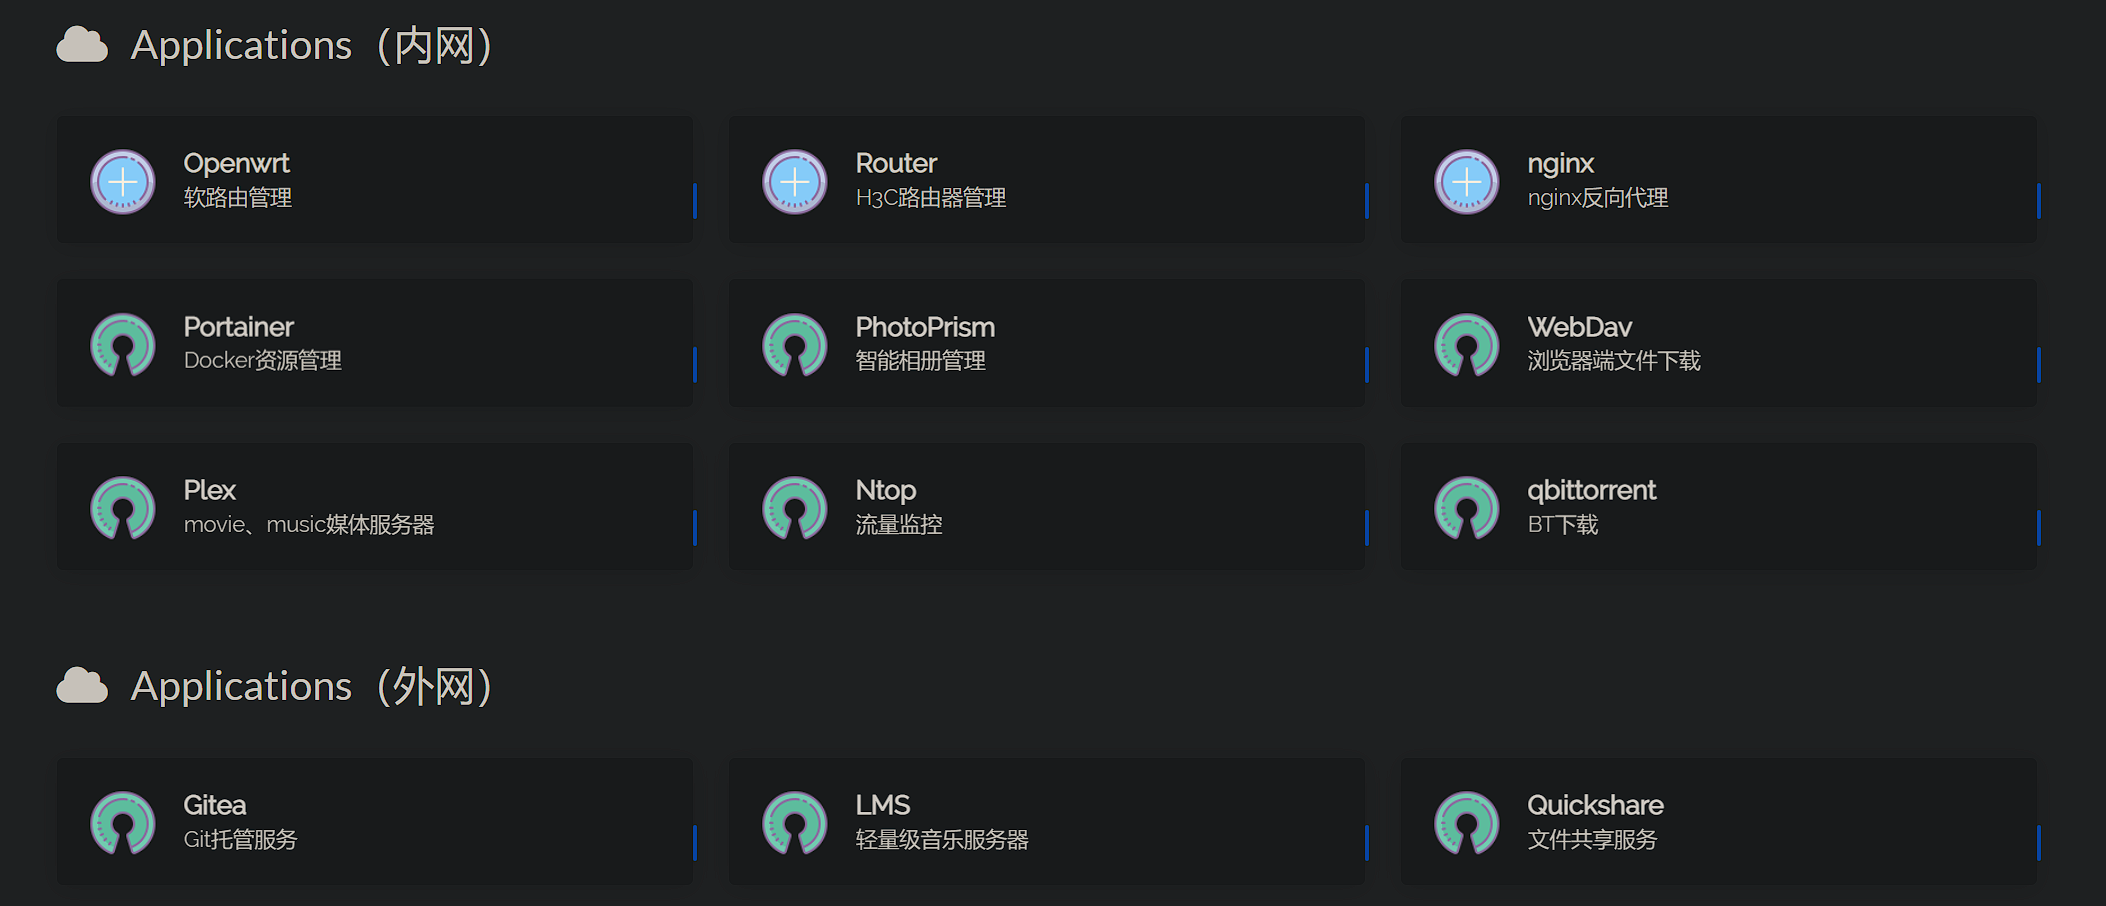 Applications（内网）
Openwrt
软路由管理
Router
H3C路由器管理
nginx
nginx反向代理
Portainer
Docker资源管理
PhotoPrism
智能相册管理
WebDav
浏览器端文件下载
Plex
movie、music媒体服务器
Ntop
流量监控
qbittorrent
BT下载
Applications（外网）
Gitea
Git托管服务
LMS
轻量级音乐服务器
Quickshare
文件共享服务